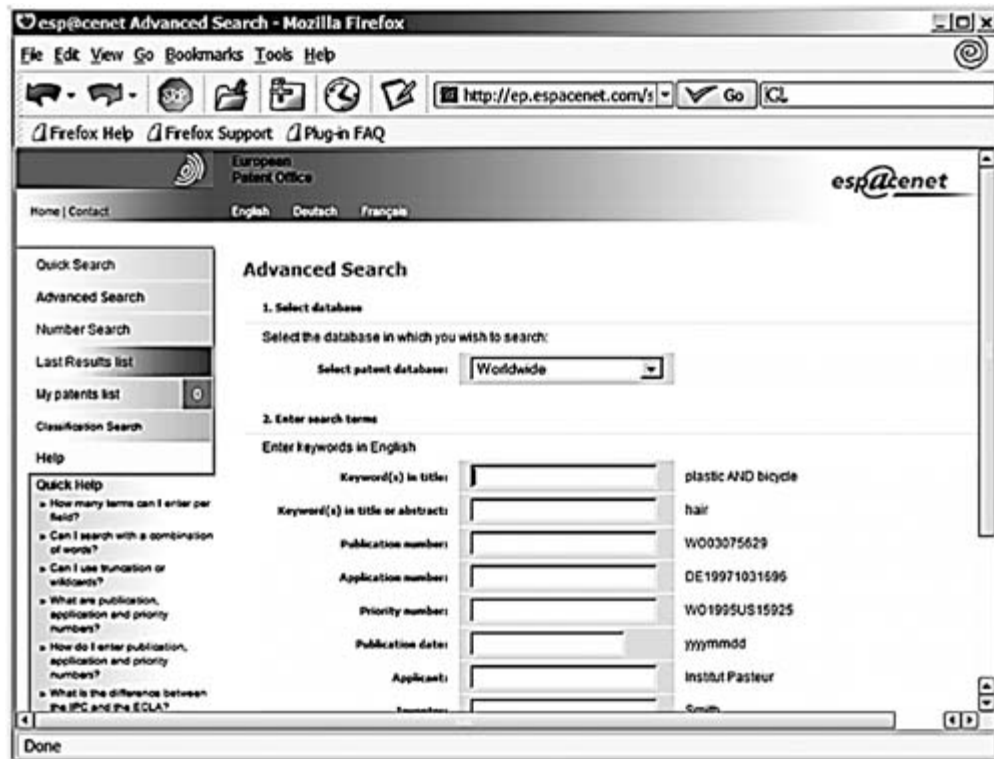 esp@cenet Advanced Search - Mozilla Firefox
File Edit View Go Bookmarks Tools Help
http://ep.espacenet.com/s
Go
Firefox Help Firefox Support Plug-in FAQ
European
Patent Office
esp@cenet
Home | Contact
English Deutsch Français
Quick Search
Advanced Search
Number Search
Last Results list
My patents list 0
Classification Search
Help
Quick Help
» How many terms can I enter per
field?
» Can I search with a combination
of words?
» Can I use truncation or
wildcards?
» What are publication,
application and priority
numbers?
» How do I enter publication,
application and priority
numbers?
» What is the difference between
the IPC and the ECLA?
Advanced Search
1. Select database
Select the database in which you wish to search:
Select patent database: Worldwide
2. Enter search terms
Enter keywords in English
Keyword(s) in title: plastic AND bicycle
Keyword(s) in title or abstract: hair
Publication number: WO03075629
Application number: DE19971031696
Priority number: WO1995US15925
Publication date: yyyymmdd
Applicant: Institut Pasteur
Inventor: Smith
Done